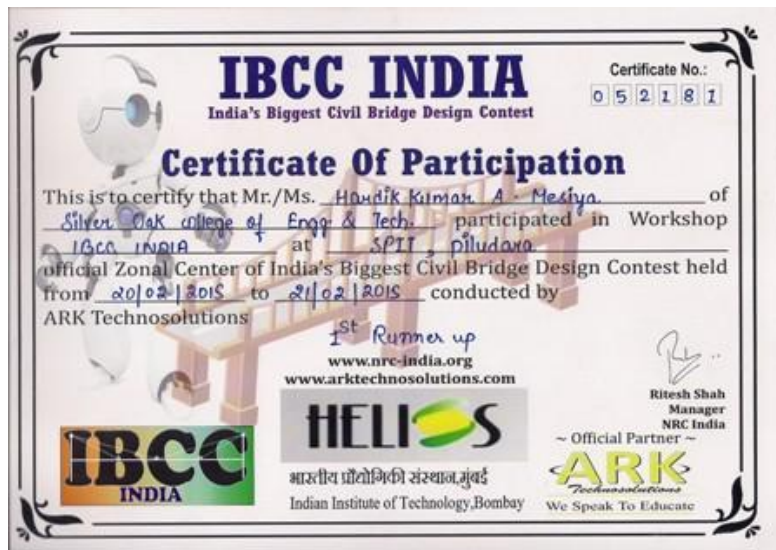 IBCC INDIA
India's Biggest Civil Bridge Design Contest
Certificate No.:
052181
Certificate Of Participation
This is to certify that Mr./Ms. Hardik Kumar A. Mesiya of
Silver Oak college of Engg & Tech. participated in Workshop
IBCC INDIA at SPIT, piludara
official Zonal Center of India's Biggest Civil Bridge Design Contest held
from 20/02/2015 to 21/02/2015 conducted by
ARK Technosolutions
1st Runner up
www.nrc-india.org
www.arktechnosolutions.com
Ritesh Shah
Manager
NRC India
IBCC
INDIA
HELIOS
भारतीय प्रौद्योगिकी संस्थान,मुंबई
Indian Institute of Technology,Bombay
~ Official Partner ~
ARK
Technosolutions
We Speak To Educate